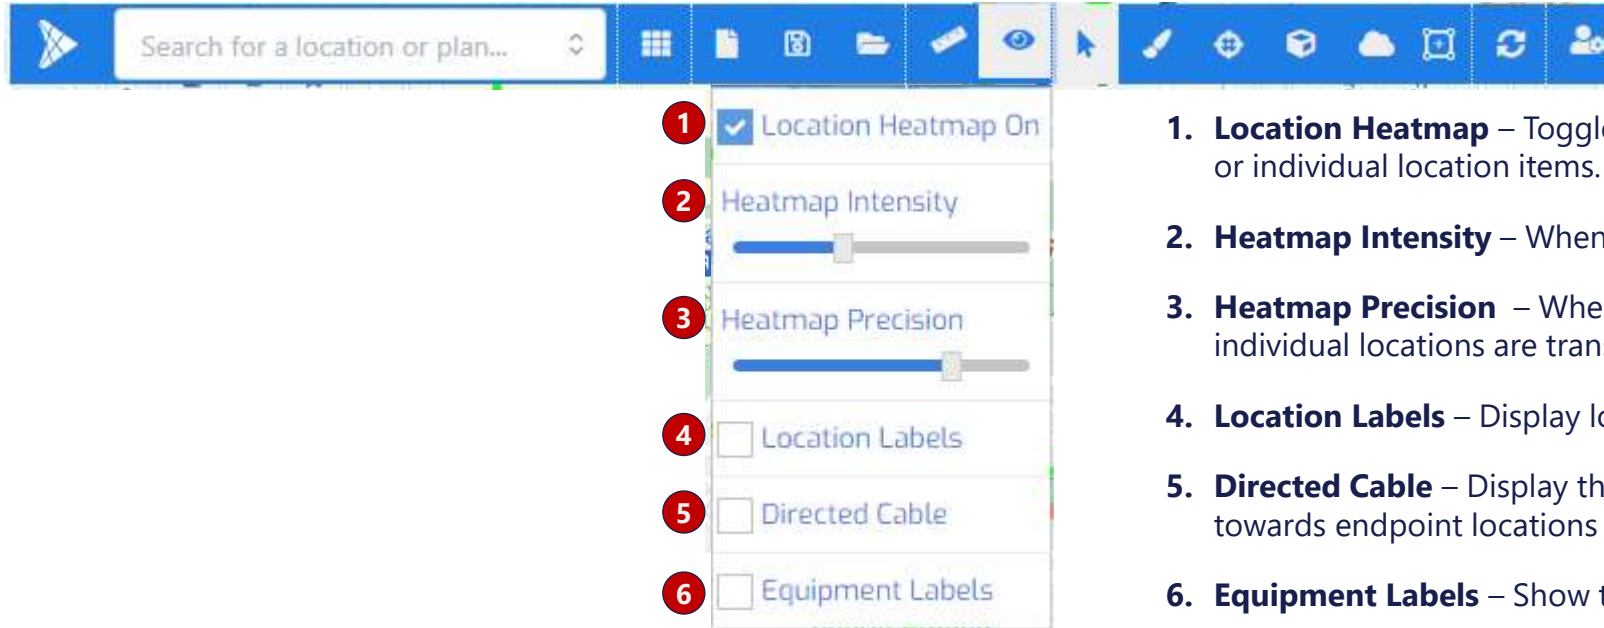 Search for a location or plan...
1 Location Heatmap On
2 Heatmap Intensity
3 Heatmap Precision
4 Location Labels
5 Directed Cable
6 Equipment Labels
1. Location Heatmap – Toggle
or individual location items.
2. Heatmap Intensity – When
3. Heatmap Precision – Whe
individual locations are tran
4. Location Labels – Display lo
5. Directed Cable – Display th
towards endpoint locations
6. Equipment Labels – Show t